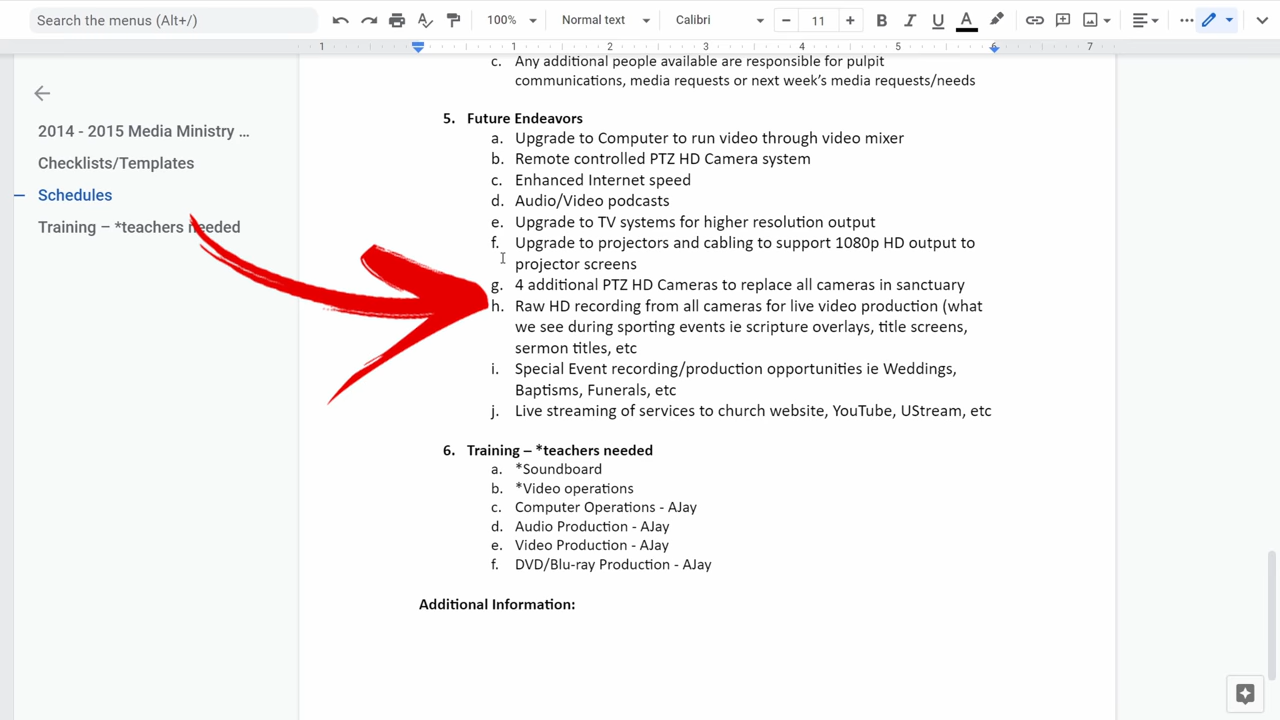 Search the menus (Alt+/)
100%
Normal text
Calibri
11
B I U A
1 1 2 3 4 5 6 7
c. Any additional people available are responsible for pulpit
communications, media requests or next week’s media requests/needs
2014 - 2015 Media Ministry ...
Checklists/Templates
Schedules
Training – *teachers needed
5. Future Endeavors
a. Upgrade to Computer to run video through video mixer
b. Remote controlled PTZ HD Camera system
c. Enhanced Internet speed
d. Audio/Video podcasts
e. Upgrade to TV systems for higher resolution output
f. Upgrade to projectors and cabling to support 1080p HD output to
projector screens
g. 4 additional PTZ HD Cameras to replace all cameras in sanctuary
h. Raw HD recording from all cameras for live video production (what
we see during sporting events ie scripture overlays, title screens,
sermon titles, etc
i. Special Event recording/production opportunities ie Weddings,
Baptisms, Funerals, etc
j. Live streaming of services to church website, YouTube, UStream, etc
6. Training – *teachers needed
a. *Soundboard
b. *Video operations
c. Computer Operations - AJay
d. Audio Production - AJay
e. Video Production - AJay
f. DVD/Blu-ray Production - AJay
Additional Information: